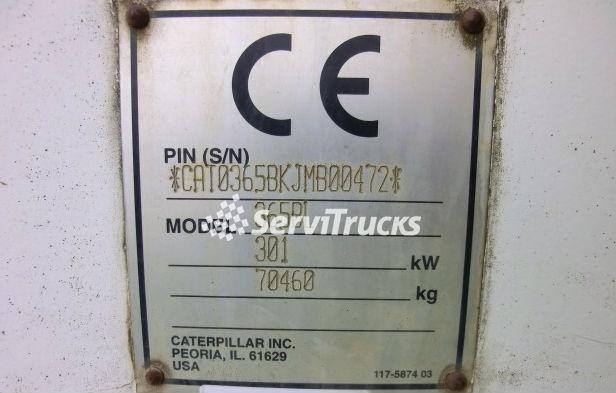 CE
PIN (S/N)
*CAT0365BKJMB00472*
MODEL
ServiTrucks
301
kW
70460
kg
CATERPILLAR INC.
PEORIA, IL. 61629
USA
117-5874 03